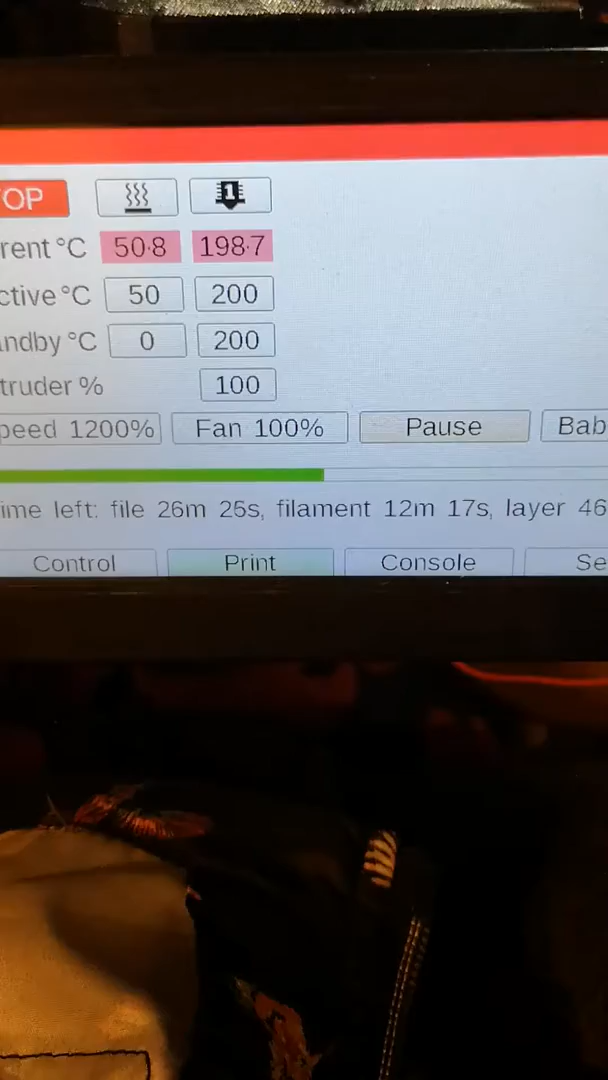 OP
1
rent °C 50.8 198.7
ctive °C 50 200
ndby °C 0 200
truder % 100
peed 1200% Fan 100% Pause Bab
ime left: file 26m 25s, filament 12m 17s, layer 46
Control Print Console Se